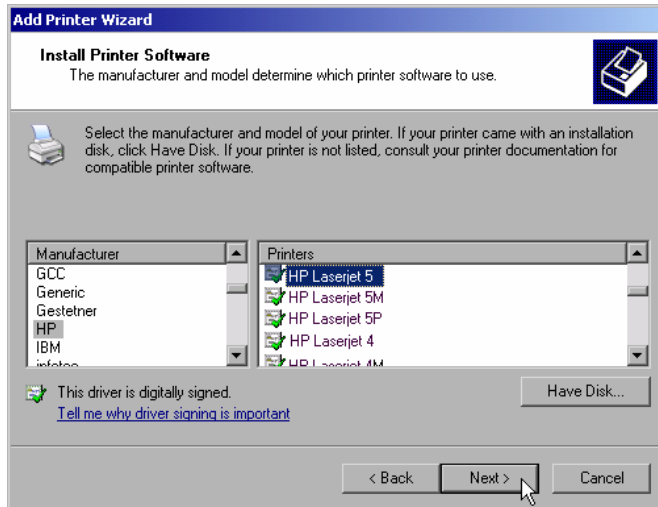 Add Printer Wizard
Install Printer Software
The manufacturer and model determine which printer software to use.
Select the manufacturer and model of your printer. If your printer came with an installation
disk, click Have Disk. If your printer is not listed, consult your printer documentation for
compatible printer software.
Manufacturer
GCC
Generic
Gestetner
HP
IBM
infotec
Printers
HP Laserjet 5
HP Laserjet 5M
HP Laserjet 5P
HP Laserjet 4
HP Laserjet 4M
This driver is digitally signed.
Tell me why driver signing is important
Have Disk...
< Back
Next >
Cancel